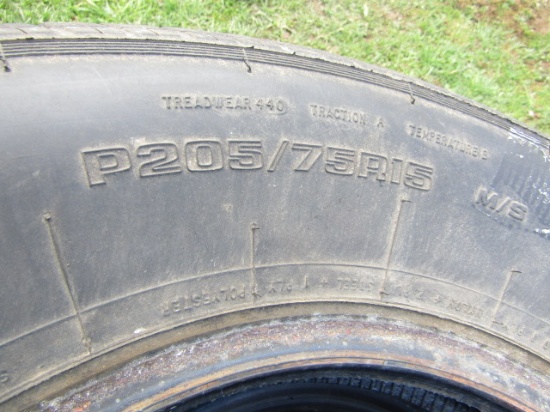 TREADWEAR 440 TRACTION A TEMPERATURE B
P205/75R15
M/S